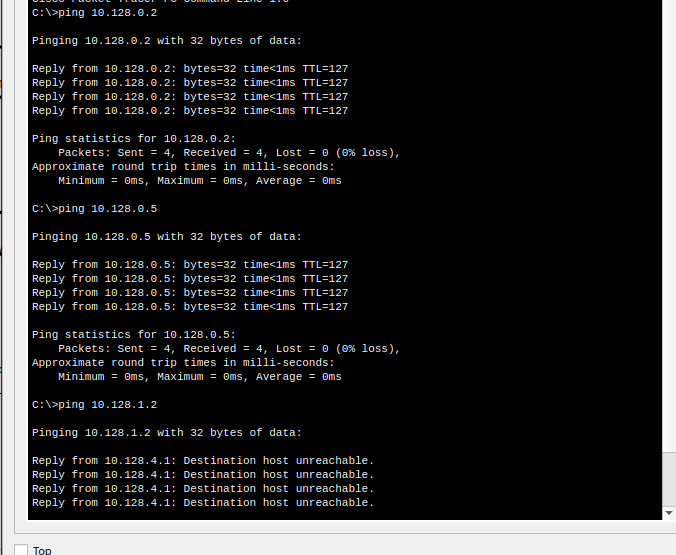 C:\>ping 10.128.0.2
Pinging 10.128.0.2 with 32 bytes of data:
Reply from 10.128.0.2: bytes=32 time<1ms TTL=127
Reply from 10.128.0.2: bytes=32 time<1ms TTL=127
Reply from 10.128.0.2: bytes=32 time<1ms TTL=127
Reply from 10.128.0.2: bytes=32 time<1ms TTL=127
Ping statistics for 10.128.0.2:
Packets: Sent = 4, Received = 4, Lost = 0 (0% loss),
Approximate round trip times in milli-seconds:
Minimum = 0ms, Maximum = 0ms, Average = 0ms
C:\>ping 10.128.0.5
Pinging 10.128.0.5 with 32 bytes of data:
Reply from 10.128.0.5: bytes=32 time<1ms TTL=127
Reply from 10.128.0.5: bytes=32 time<1ms TTL=127
Reply from 10.128.0.5: bytes=32 time<1ms TTL=127
Reply from 10.128.0.5: bytes=32 time<1ms TTL=127
Ping statistics for 10.128.0.5:
Packets: Sent = 4, Received = 4, Lost = 0 (0% loss),
Approximate round trip times in milli-seconds:
Minimum = 0ms, Maximum = 0ms, Average = 0ms
C:\>ping 10.128.1.2
Pinging 10.128.1.2 with 32 bytes of data:
Reply from 10.128.4.1: Destination host unreachable.
Reply from 10.128.4.1: Destination host unreachable.
Reply from 10.128.4.1: Destination host unreachable.
Reply from 10.128.4.1: Destination host unreachable.
Top